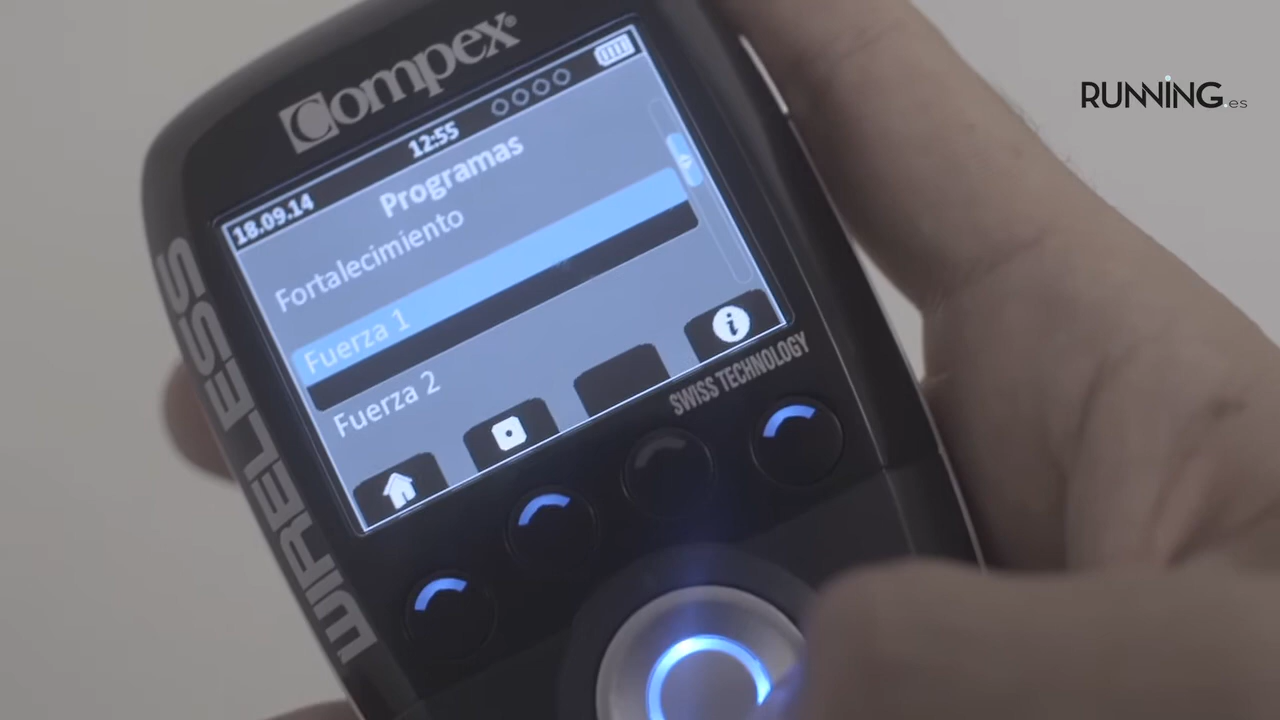 Compex®
RUNNING.es
18.09.14 12:55
Programas
Fortalecimiento
Fuerza 1
Fuerza 2
SWISS TECHNOLOGY
WIRELESS